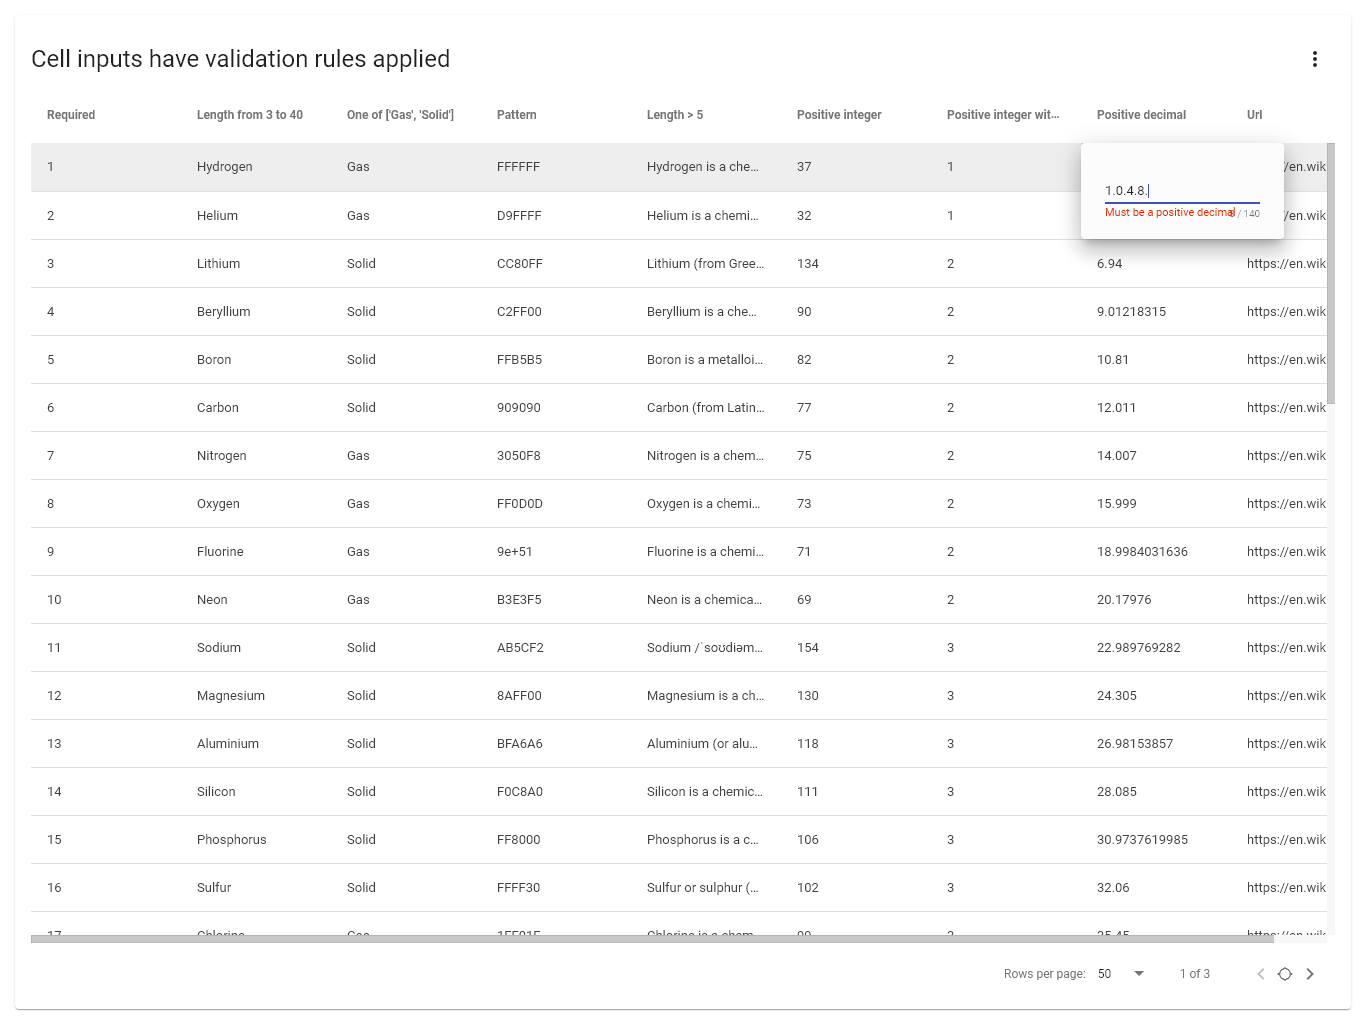 Cell inputs have validation rules applied
Required Length from 3 to 40 One of ['Gas', 'Solid'] Pattern Length > 5 Positive integer Positive integer wit... Positive decimal Url
1 Hydrogen Gas FFFFFF Hydrogen is a che... 37 1 //en.wik
1.0.4.8.
Must be a positive decimal / 140
2 Helium Gas D9FFFF Helium is a chemi... 32 1 //en.wik
3 Lithium Solid CC80FF Lithium (from Gree... 134 2 6.94 https://en.wik
4 Beryllium Solid C2FF00 Beryllium is a che... 90 2 9.01218315 https://en.wik
5 Boron Solid FFB5B5 Boron is a metalloi... 82 2 10.81 https://en.wik
6 Carbon Solid 909090 Carbon (from Latin... 77 2 12.011 https://en.wik
7 Nitrogen Gas 3050F8 Nitrogen is a chem... 75 2 14.007 https://en.wik
8 Oxygen Gas FF0D0D Oxygen is a chemi... 73 2 15.999 https://en.wik
9 Fluorine Gas 9e+51 Fluorine is a chemi... 71 2 18.9984031636 https://en.wik
10 Neon Gas B3E3F5 Neon is a chemica... 69 2 20.17976 https://en.wik
11 Sodium Solid AB5CF2 Sodium /ˈsoʊdiəm... 154 3 22.989769282 https://en.wik
12 Magnesium Solid 8AFF00 Magnesium is a ch... 130 3 24.305 https://en.wik
13 Aluminium Solid BFA6A6 Aluminium (or alu... 118 3 26.98153857 https://en.wik
14 Silicon Solid F0C8A0 Silicon is a chemic... 111 3 28.085 https://en.wik
15 Phosphorus Solid FF8000 Phosphorus is a c... 106 3 30.9737619985 https://en.wik
16 Sulfur Solid FFFF30 Sulfur or sulphur (... 102 3 32.06 https://en.wik
17 Chlorine Gas Chlorine is a chem... 3 35.45 https://en.wik
Rows per page: 50 1 of 3